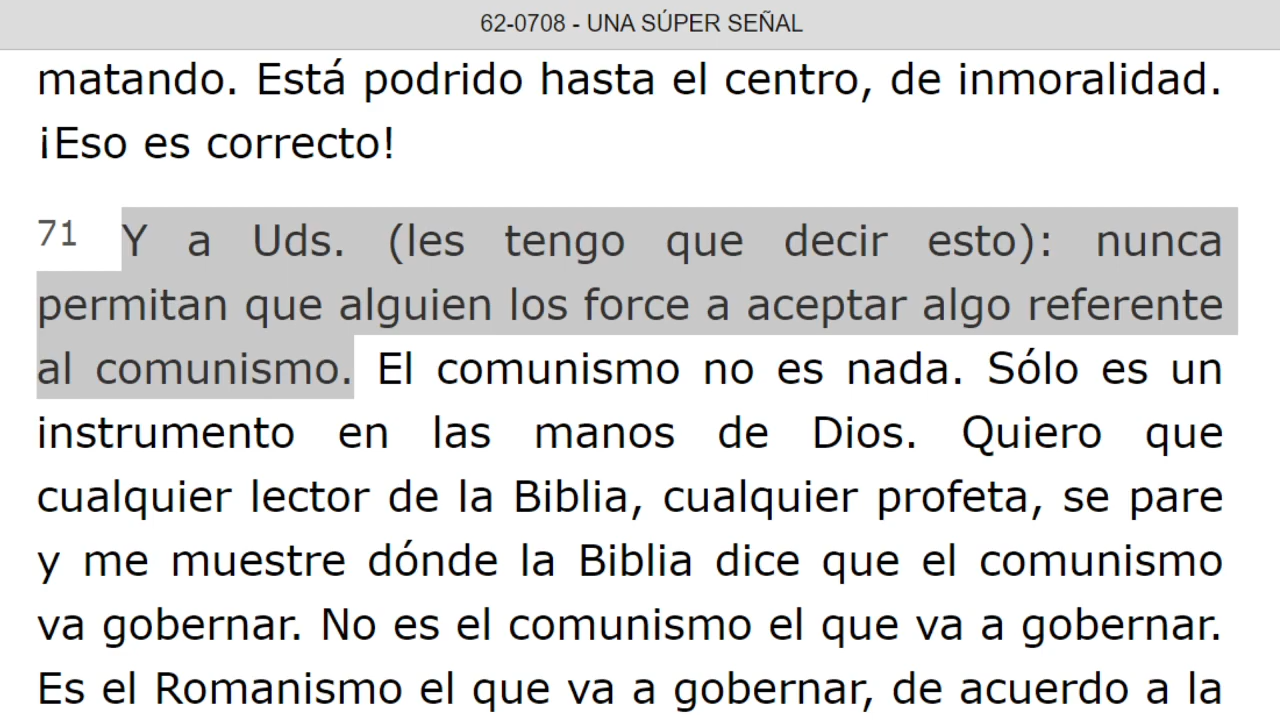 62-0708 - UNA SÚPER SEÑAL
matando. Está podrido hasta el centro, de inmoralidad.
¡Eso es correcto!
71 Y a Uds. (les tengo que decir esto): nunca
permitan que alguien los force a aceptar algo referente
al comunismo. El comunismo no es nada. Sólo es un
instrumento en las manos de Dios. Quiero que
cualquier lector de la Biblia, cualquier profeta, se pare
y me muestre dónde la Biblia dice que el comunismo
va gobernar. No es el comunismo el que va a gobernar.
Es el Romanismo el que va a gobernar, de acuerdo a la